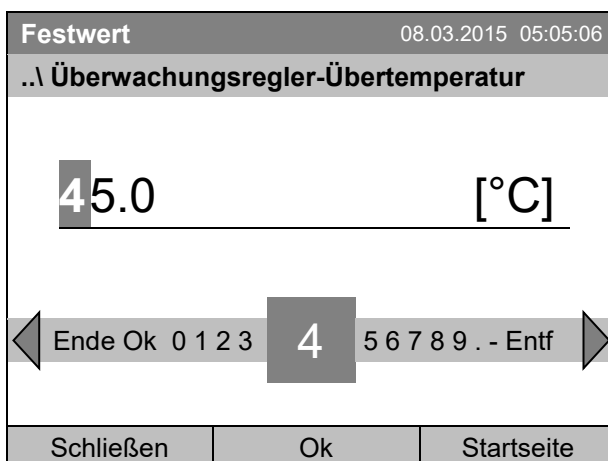 Festwert 08.03.2015 05:05:06
..\ Überwachungsregler-Übertemperatur
45.0 [°C]
Ende Ok 0 1 2 3 4 5 6 7 8 9 . - Entf
Schließen Ok Startseite